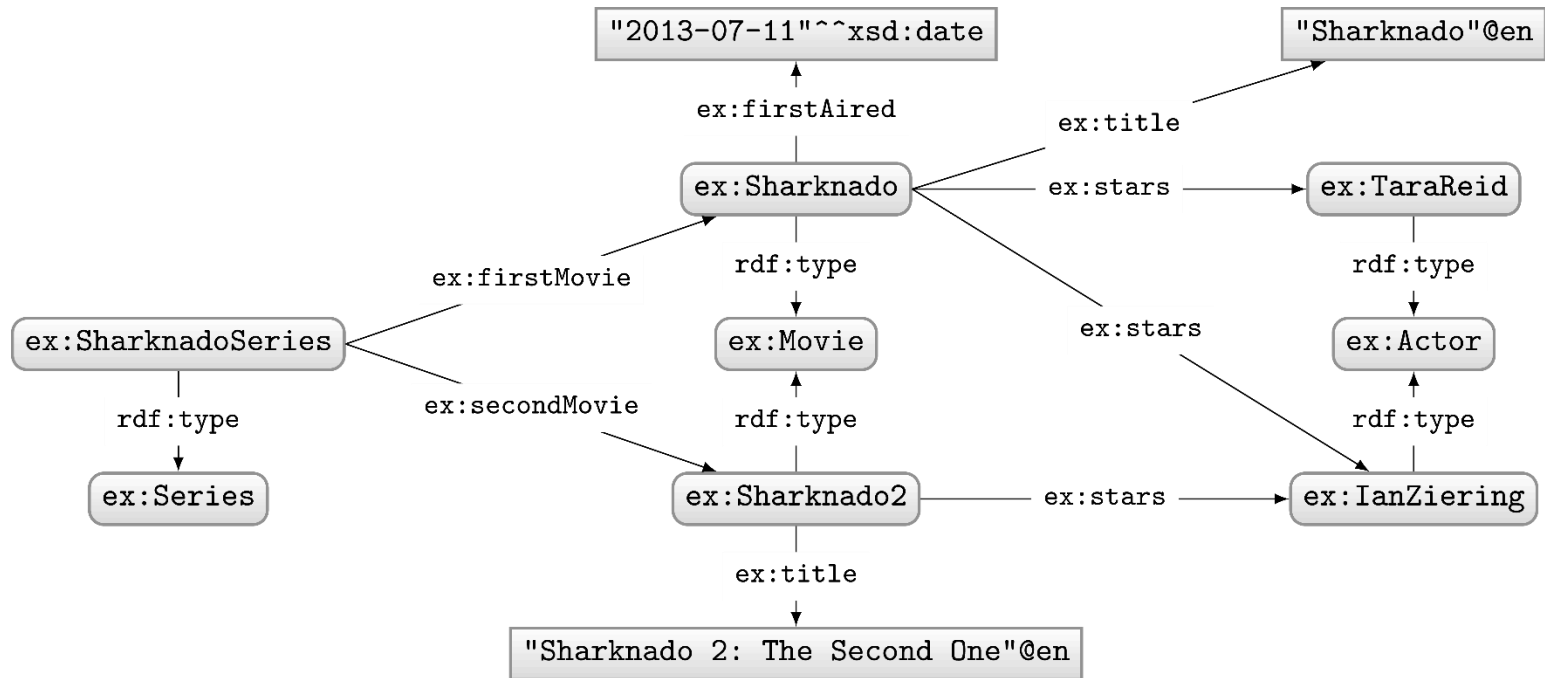 "2013-07-11"^^xsd:date
"Sharknado"@en
ex:firstAired
ex:title
ex:Sharknado
ex:stars
ex:TaraReid
ex:firstMovie
rdf:type
rdf:type
ex:stars
ex:SharknadoSeries
ex:Movie
ex:Actor
rdf:type
ex:secondMovie
rdf:type
rdf:type
ex:Series
ex:Sharknado2
ex:stars
ex:IanZiering
ex:title
"Sharknado 2: The Second One"@en